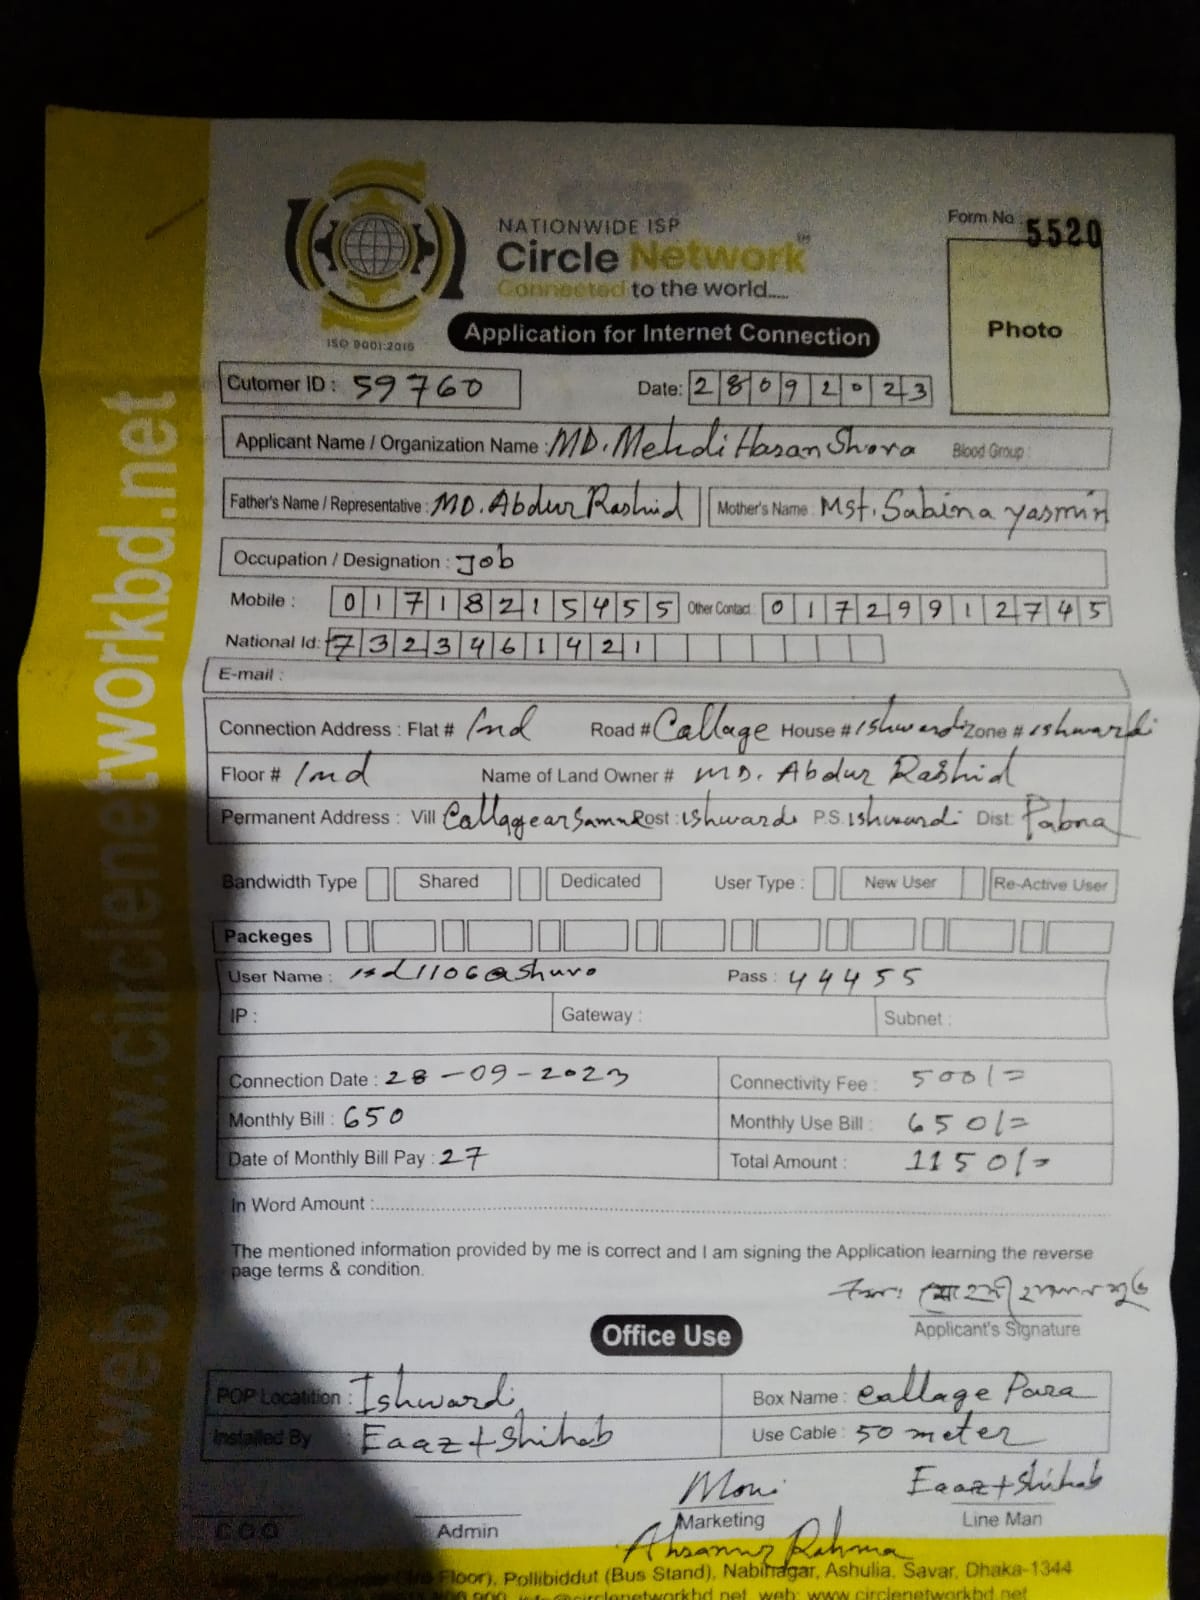 NATIONWIDE ISP
Circle Network
Connected to the world.....
ISO 9001:2015
Form No 5520
Photo
Application for Internet Connection
Cutomer ID : 59760 Date: 28092023
Applicant Name / Organization Name : MD. Mehdi Hasan Shova Blood Group :
Father's Name / Representative : MD. Abdur Rashid Mother's Name : Mst. Sabina Yasmin
Occupation / Designation : Job
Mobile : 01718215455 Other Contact : 01729912745
National Id: 7323461421
E-mail :
Connection Address : Flat # Road # Callage House # Ishwardi Zone # Ishwardi
Floor # Name of Land Owner # MD. Abdur Rashid
Permanent Address : Vill Post : Ishwardi P.S. Ishwardi Dist: Pabna
Bandwidth Type Shared Dedicated User Type : New User Re-Active User
Packeges
User Name : Pass : 44455
IP : Gateway : Subnet :
Connection Date : 28-09-2023 Connectivity Fee : 500/=
Monthly Bill : 650 Monthly Use Bill : 650/=
Date of Monthly Bill Pay : 27 Total Amount : 1150/=
In Word Amount :
The mentioned information provided by me is correct and I am signing the Application learning the reverse
page terms & condition.
Applicant's Signature
Office Use
POP Locatition : Ishwardi Box Name : Callage Para
Installed By : Eaaz + Shihab Use Cable : 50 meter
Moni Eaaz + Shihab
COO Admin Marketing Line Man
Floor), Pollibiddut (Bus Stand), Nabinagar, Ashulia, Savar, Dhaka-1344
web: www.circlenetworkbd.net
web: www.circlenetworkbd.net